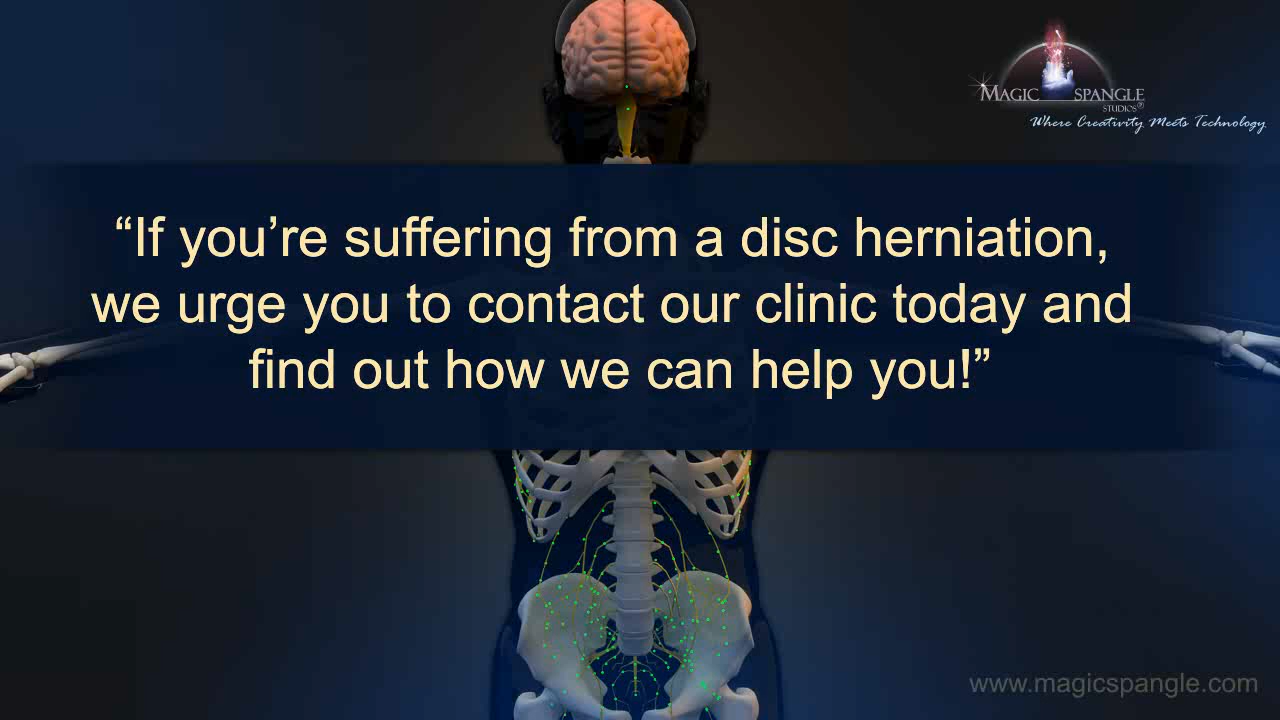 MAGIC SPANGLE
STUDIOS®
Where Creativity Meets Technology
“If you’re suffering from a disc herniation,
we urge you to contact our clinic today and
find out how we can help you!”
www.magicspangle.com